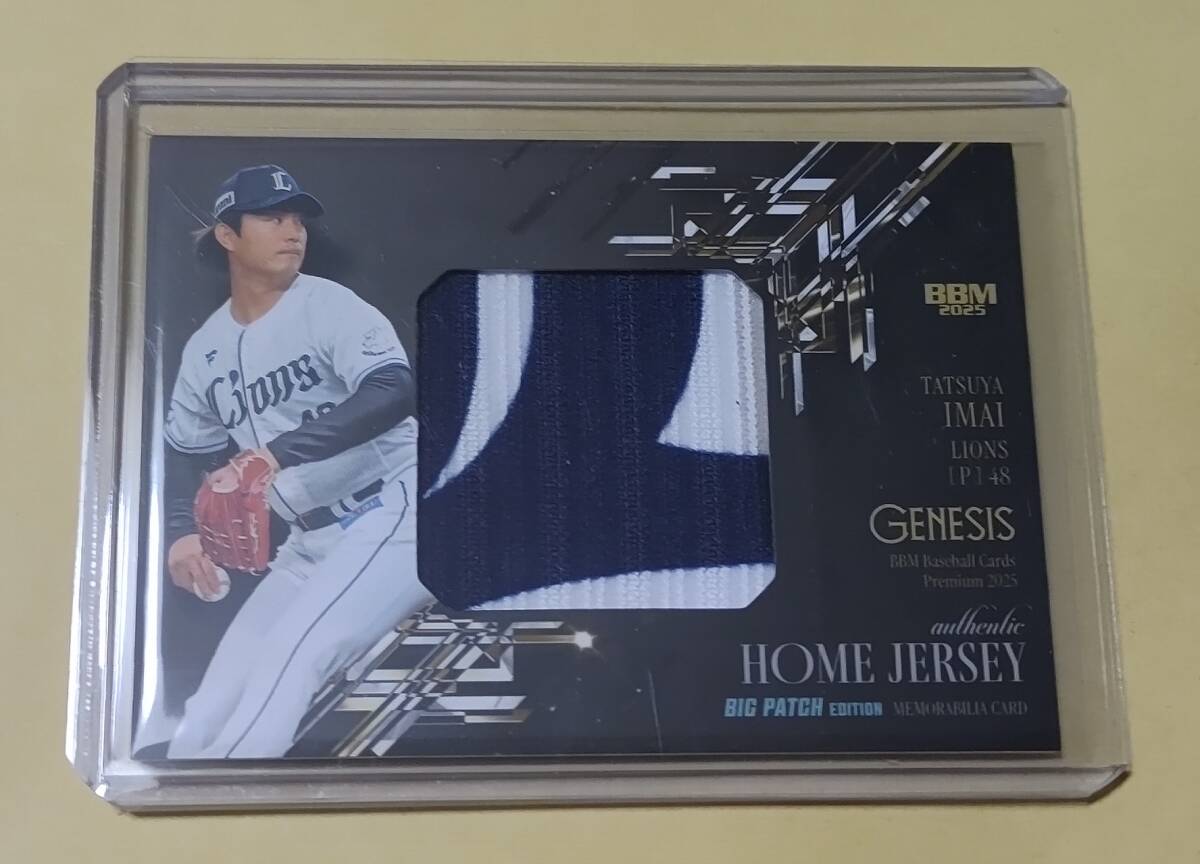 L
Lions
48
BBM
2025
TATSUYA
IMAI
LIONS
[P] 48
GENESIS
BBM Baseball Cards
Premium 2025
authentic
HOME JERSEY
BIG PATCH EDITION MEMORABILIA CARD